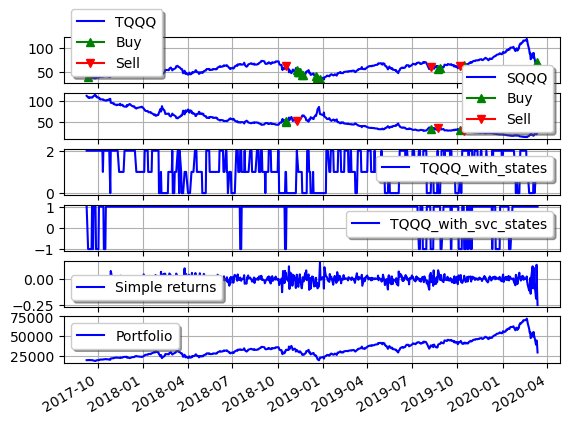 TQQQ
Buy
Sell
100
50
SQQQ
Buy
Sell
100
50
TQQQ_with_states
2
0
TQQQ_with_svc_states
1
0
−1
Simple returns
0.00
−0.25
Portfolio
75000
50000
25000
2017-10 2018-01 2018-04 2018-07 2018-10 2019-01 2019-04 2019-07 2019-10 2020-01 2020-04